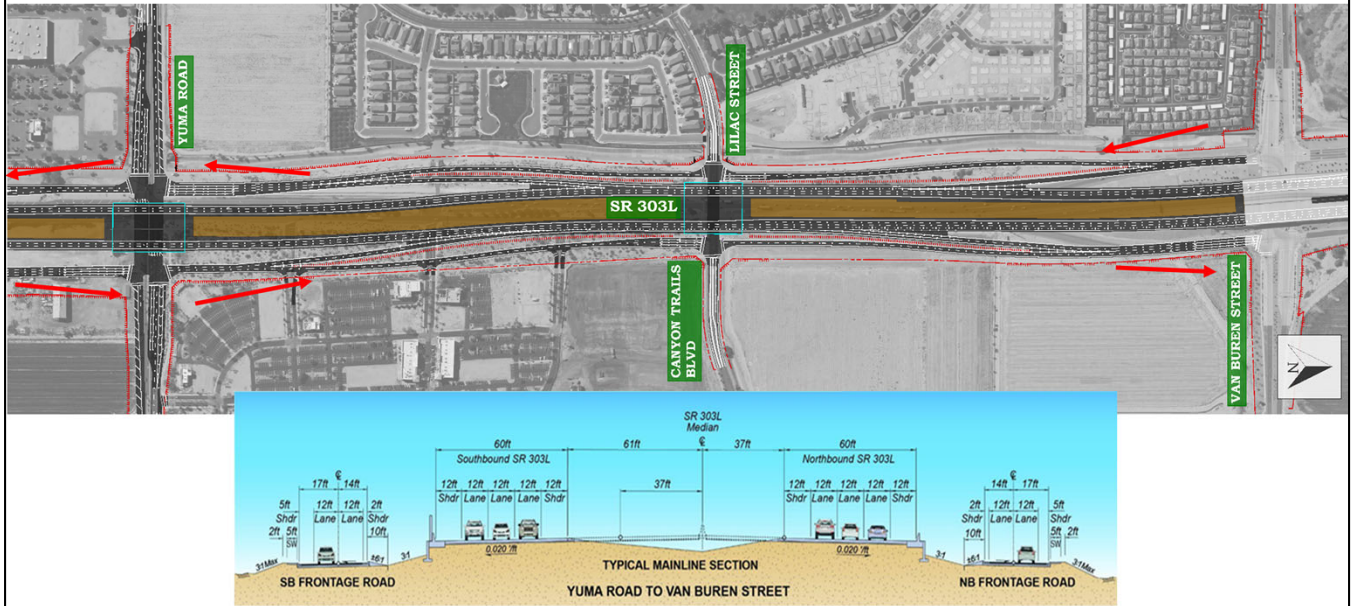 YUMA ROAD
LILAC STREET
SR 303L
CANYON TRAILS
BLVD
VAN BUREN STREET
N
SR 303L
Median
℄
60ft
61ft
37ft
60ft
Southbound SR 303L
Northbound SR 303L
12ft 12ft 12ft 12ft 12ft
Shdr Lane Lane Lane Shdr
37ft
12ft 12ft 12ft 12ft 12ft
Shdr Lane Lane Lane Shdr
℄
17ft 14ft
5ft
Shdr
12ft 12ft
Lane Lane
2ft
Shdr
2ft 5ft
SW
10ft
3:1 Max
±6:1
3:1
0.020 '/ft
0.020 '/ft
℄
14ft 17ft
2ft
Shdr
12ft 12ft
Lane Lane
5ft
Shdr
10ft
5ft 2ft
SW
3:1
±6:1
3:1 Max
TYPICAL MAINLINE SECTION
SB FRONTAGE ROAD
YUMA ROAD TO VAN BUREN STREET
NB FRONTAGE ROAD